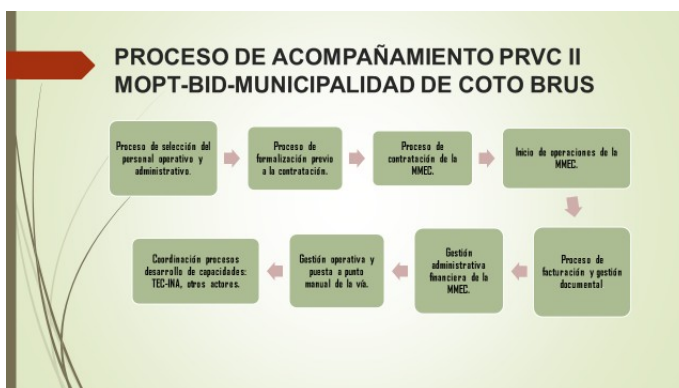 PROCESO DE ACOMPAÑAMIENTO PRVC II
MOPT-BID-MUNICIPALIDAD DE COTO BRUS
Proceso de selección del
personal operativo y
administrativo.
Proceso de
formalización previo
a la contratación.
Proceso de
contratación de la
MMEC.
Inicio de operaciones de la
MMEC.
Proceso de
facturación y gestión
documental
Gestión
administrativa
financiera de la
MMEC.
Gestión operativa y
puesta a punto
manual de la vía.
Coordinación procesos
desarrollo de capacidades:
TEC-INA, otros actores.